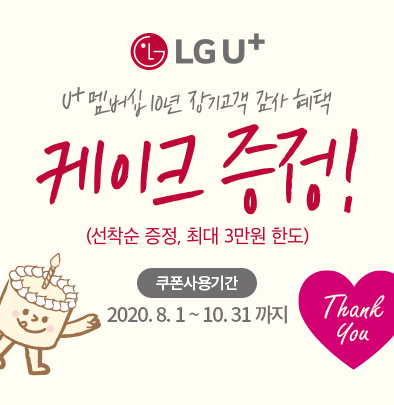 LG U+
U+ 멤버십 10년 장기고객 감사 혜택
케이크 증정!
(선착순 증정, 최대 3만원 한도)
쿠폰사용기간
2020. 8. 1 ~ 10. 31 까지
Thank
You